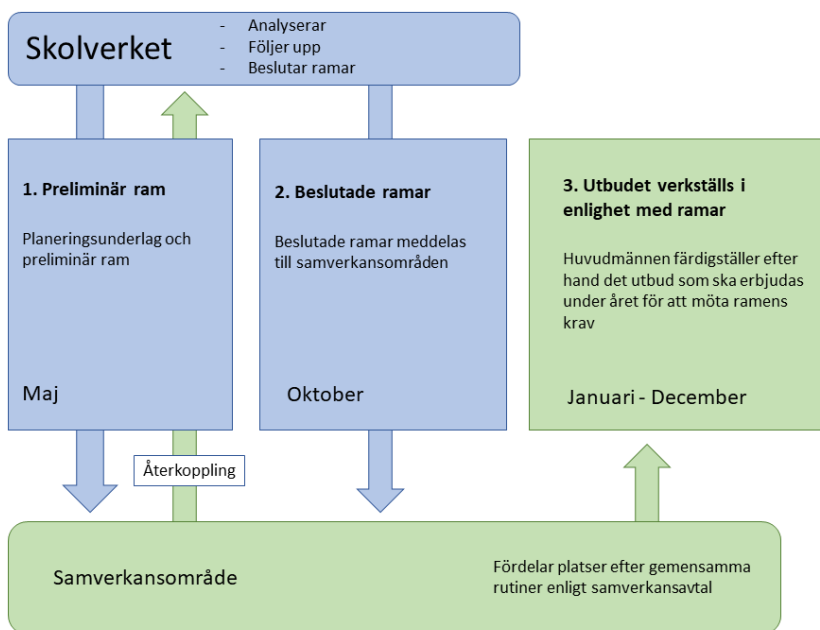 Skolverket
- Analyserar
- Följer upp
- Beslutar ramar
1. Preliminär ram
Planeringsunderlag och
preliminär ram
Maj
2. Beslutade ramar
Beslutade ramar meddelas
till samverkansområden
Oktober
3. Utbudet verkställs i
enlighet med ramar
Huvudmännen färdigställer efter
hand det utbud som ska erbjudas
under året för att möta ramens
krav
Januari - December
Återkoppling
Samverkansområde
Fördelar platser efter gemensamma
rutiner enligt samverkansavtal